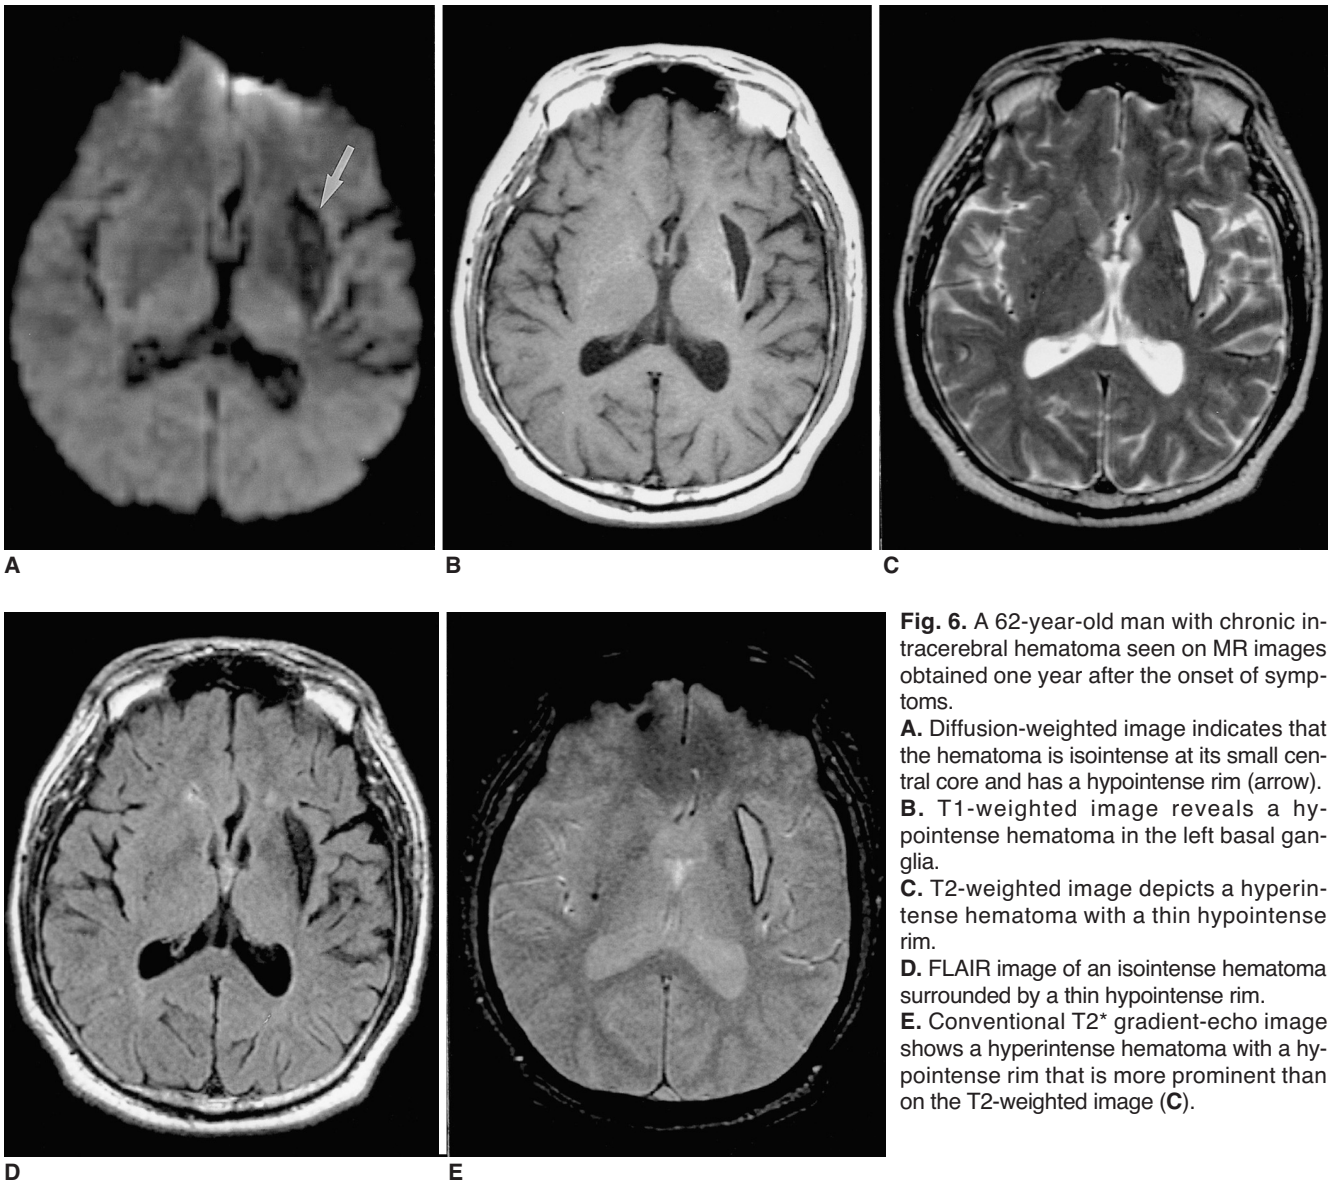 A
B
C
Fig. 6. A 62-year-old man with chronic in-
tracerebral hematoma seen on MR images
obtained one year after the onset of symp-
toms.
A. Diffusion-weighted image indicates that
the hematoma is isointense at its small cen-
tral core and has a hypointense rim (arrow).
B. T1-weighted image reveals a hy-
pointense hematoma in the left basal gan-
glia.
C. T2-weighted image depicts a hyperin-
tense hematoma with a thin hypointense
rim.
D. FLAIR image of an isointense hematoma
surrounded by a thin hypointense rim.
E. Conventional T2* gradient-echo image
shows a hyperintense hematoma with a hy-
pointense rim that is more prominent than
on the T2-weighted image (C).
D
E